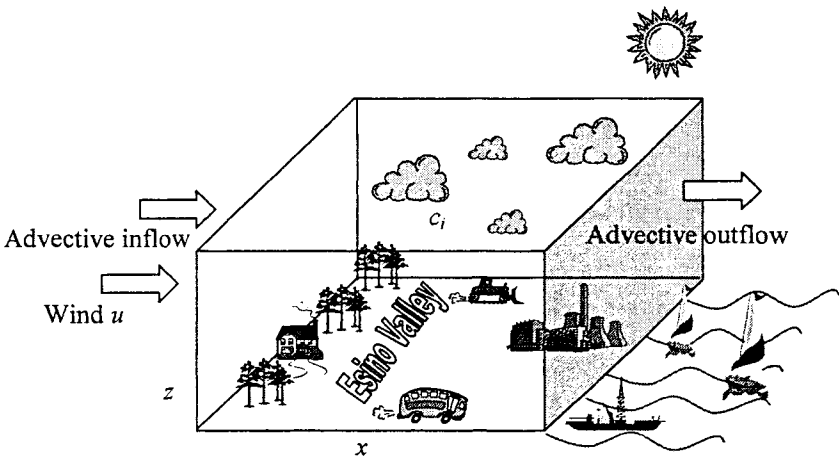 c_i
Advective inflow
Advective outflow
Wind u
Esino Valley
z
x